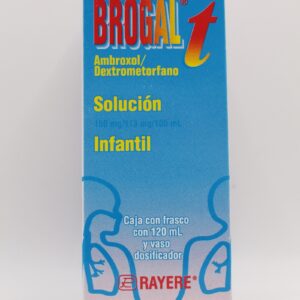 BROGAL® t
Ambroxol/
Dextrometorfano
Solución
Infantil
Caja con frasco
con 120 mL
y vaso
dosificador
RAYERE®